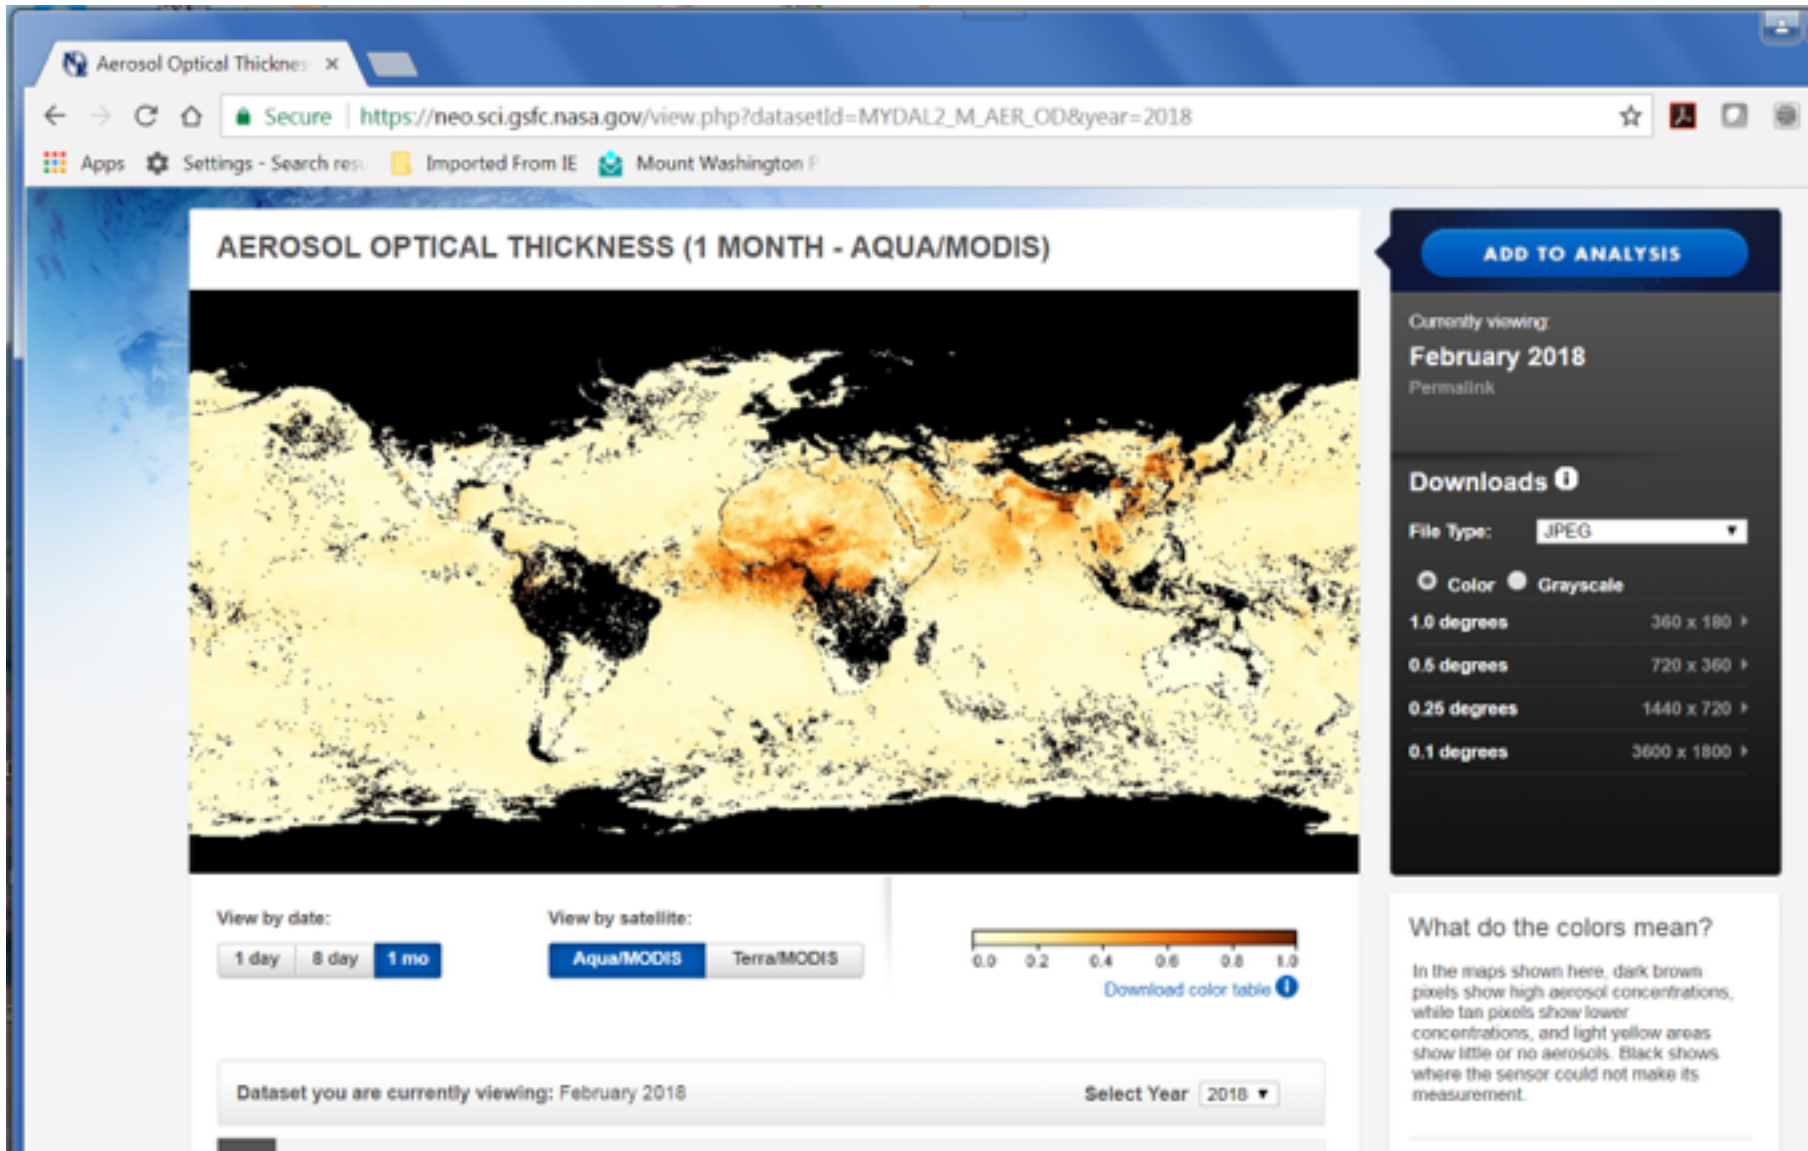 Aerosol Optical Thicknes
Secure https://neo.sci.gsfc.nasa.gov/view.php?datasetId=MYDAL2_M_AER_OD&year=2018
Apps Settings - Search resu Imported From IE Mount Washington P
AEROSOL OPTICAL THICKNESS (1 MONTH - AQUA/MODIS)
ADD TO ANALYSIS
Currently viewing:
February 2018
Permalink
Downloads
File Type: JPEG
Color Grayscale
1.0 degrees 360 x 180
0.5 degrees 720 x 360
0.25 degrees 1440 x 720
0.1 degrees 3600 x 1800
View by date: View by satellite:
1 day 8 day 1 mo Aqua/MODIS Terra/MODIS
0.0 0.2 0.4 0.6 0.8 1.0
Download color table
Dataset you are currently viewing: February 2018 Select Year 2018
What do the colors mean?
In the maps shown here, dark brown
pixels show high aerosol concentrations,
while tan pixels show lower
concentrations, and light yellow areas
show little or no aerosols. Black shows
where the sensor could not make its
measurement.